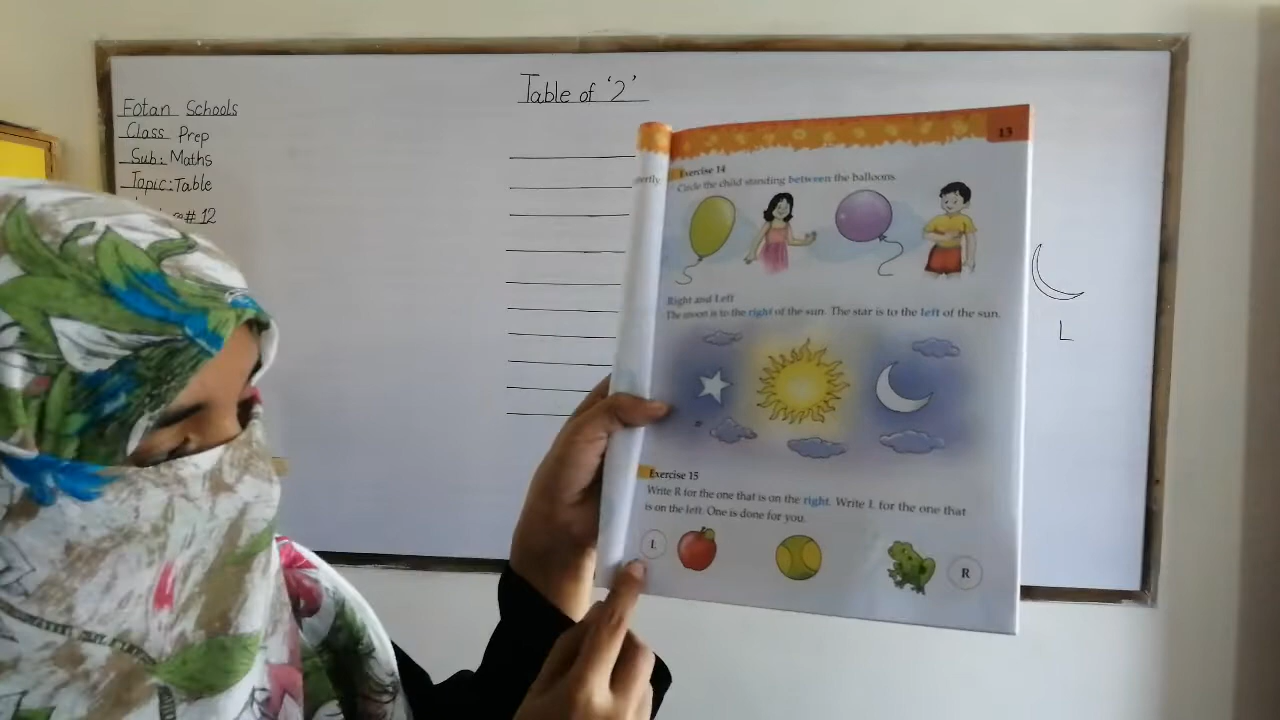 Table of '2'
Fotan Schools
Class Prep
Sub: Maths
Topic: Table
# 12
L
13
Exercise 14
Circle the child standing between the balloons.
Right and Left
The moon is to the right of the sun. The star is to the left of the sun.
Exercise 15
Write R for the one that is on the right. Write L for the one that
is on the left. One is done for you.
L
R